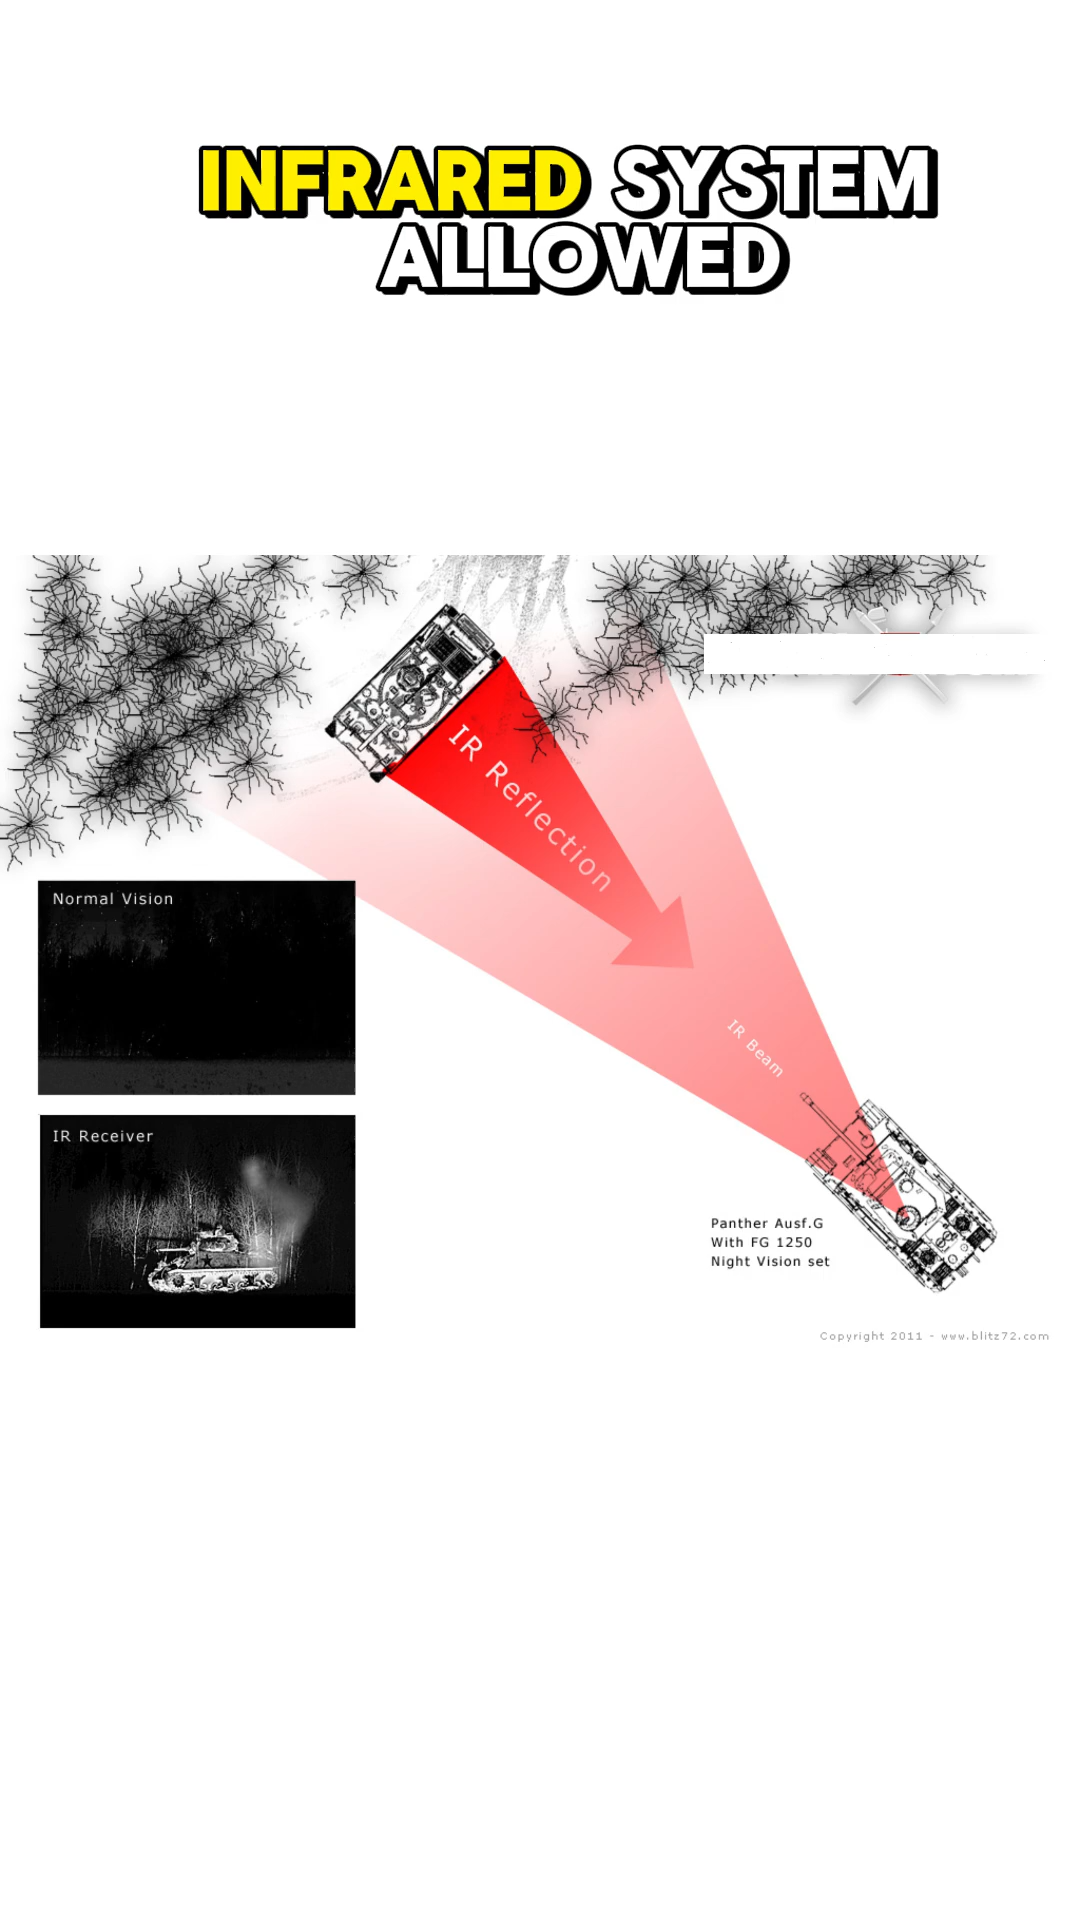 INFRARED SYSTEM
ALLOWED
IR Reflection
Normal Vision
IR Beam
IR Receiver
Panther Ausf.G
With FG 1250
Night Vision set
Copyright 2011 - www.blitz72.com